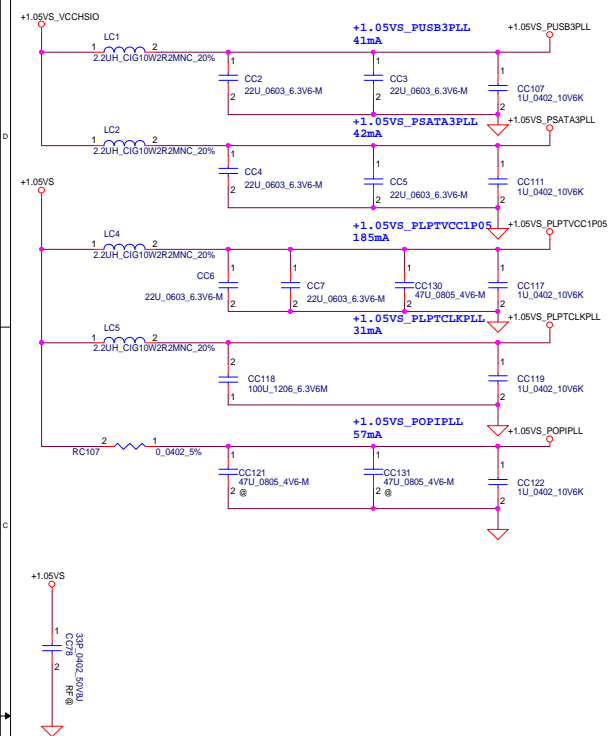 +1.05VS_VCCHSIO
LC1
1 2
2.2UH_CIG10W2R2MNC_20%
+1.05VS_PUSB3PLL
41mA
+1.05VS_PUSB3PLL
1
CC2
22U_0603_6.3V6-M
2
1
CC3
22U_0603_6.3V6-M
2
1
CC107
1U_0402_10V6K
2
D
LC2
1 2
2.2UH_CIG10W2R2MNC_20%
+1.05VS_PSATA3PLL
42mA
+1.05VS_PSATA3PLL
1
CC4
22U_0603_6.3V6-M
2
1
CC5
22U_0603_6.3V6-M
2
1
CC111
1U_0402_10V6K
2
+1.05VS
LC4
1 2
2.2UH_CIG10W2R2MNC_20%
+1.05VS_PLPTVCC1P05
185mA
+1.05VS_PLPTVCC1P05
1
CC6
22U_0603_6.3V6-M
2
1
CC7
22U_0603_6.3V6-M
2
1
CC130
47U_0805_4V6-M
2
1
CC117
1U_0402_10V6K
2
LC5
1 2
2.2UH_CIG10W2R2MNC_20%
+1.05VS_PLPTCLKPLL
31mA
+1.05VS_PLPTCLKPLL
2
CC118
100U_1206_6.3V6M
1
1
CC119
1U_0402_10V6K
2
+1.05VS_POPIPLL
57mA
+1.05VS_POPIPLL
2 1
RC107 0_0402_5%
1
CC121
47U_0805_4V6-M
2 @
1
CC131
47U_0805_4V6-M
2 @
1
CC122
1U_0402_10V6K
2
C
+1.05VS
1
33P_0402_50V8J
CC78
2
RF@